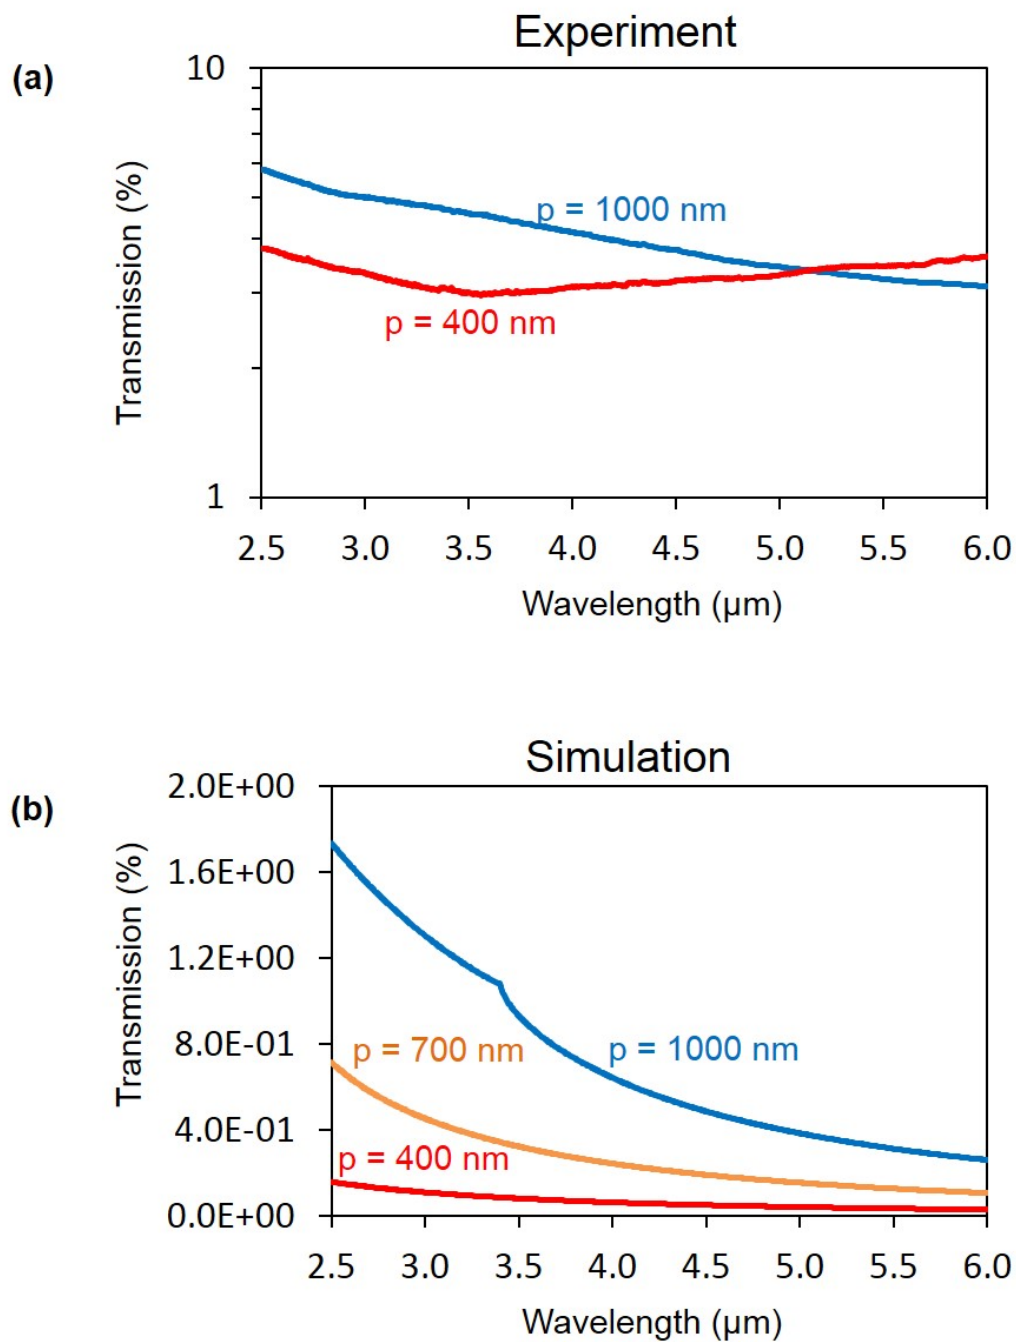 Experiment
(a)
10
Transmission (%)
p = 1000 nm
p = 400 nm
1
2.5 3.0 3.5 4.0 4.5 5.0 5.5 6.0
Wavelength (µm)
Simulation
(b)
2.0E+00
Transmission (%)
1.6E+00
1.2E+00
8.0E-01
p = 700 nm
p = 1000 nm
4.0E-01
p = 400 nm
0.0E+00
2.5 3.0 3.5 4.0 4.5 5.0 5.5 6.0
Wavelength (µm)